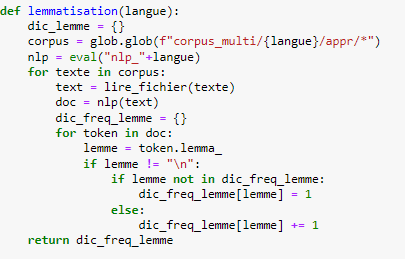 def lemmatisation(langue):
    dic_lemme = {}
    corpus = glob.glob(f"corpus_multi/{langue}/appr/*")
    nlp = eval("nlp_"+langue)
    for texte in corpus:
        text = lire_fichier(texte)
        doc = nlp(text)
        dic_freq_lemme = {}
        for token in doc:
            lemme = token.lemma_
            if lemme != "\n":
                if lemme not in dic_freq_lemme:
                    dic_freq_lemme[lemme] = 1
                else:
                    dic_freq_lemme[lemme] += 1
    return dic_freq_lemme